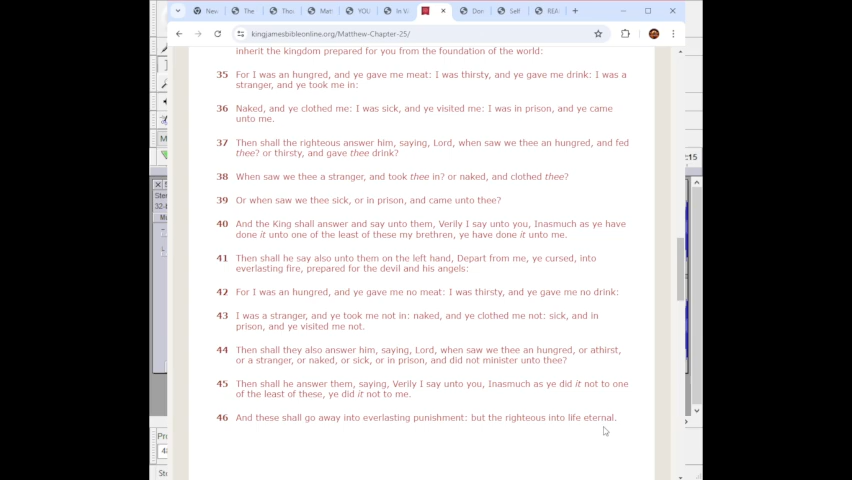 New
The
Tho
Mat
YOU
In V
Don
Self
REA
kingjamesbibleonline.org/Matthew-Chapter-25/
inherit the kingdom prepared for you from the foundation of the world:
35 For I was an hungred, and ye gave me meat: I was thirsty, and ye gave me drink: I was a
stranger, and ye took me in:
36 Naked, and ye clothed me: I was sick, and ye visited me: I was in prison, and ye came
unto me.
37 Then shall the righteous answer him, saying, Lord, when saw we thee an hungred, and fed
thee? or thirsty, and gave thee drink?
38 When saw we thee a stranger, and took thee in? or naked, and clothed thee?
39 Or when saw we thee sick, or in prison, and came unto thee?
40 And the King shall answer and say unto them, Verily I say unto you, Inasmuch as ye have
done it unto one of the least of these my brethren, ye have done it unto me.
41 Then shall he say also unto them on the left hand, Depart from me, ye cursed, into
everlasting fire, prepared for the devil and his angels:
42 For I was an hungred, and ye gave me no meat: I was thirsty, and ye gave me no drink:
43 I was a stranger, and ye took me not in: naked, and ye clothed me not: sick, and in
prison, and ye visited me not.
44 Then shall they also answer him, saying, Lord, when saw we thee an hungred, or athirst,
or a stranger, or naked, or sick, or in prison, and did not minister unto thee?
45 Then shall he answer them, saying, Verily I say unto you, Inasmuch as ye did it not to one
of the least of these, ye did it not to me.
46 And these shall go away into everlasting punishment: but the righteous into life eternal.
2:15